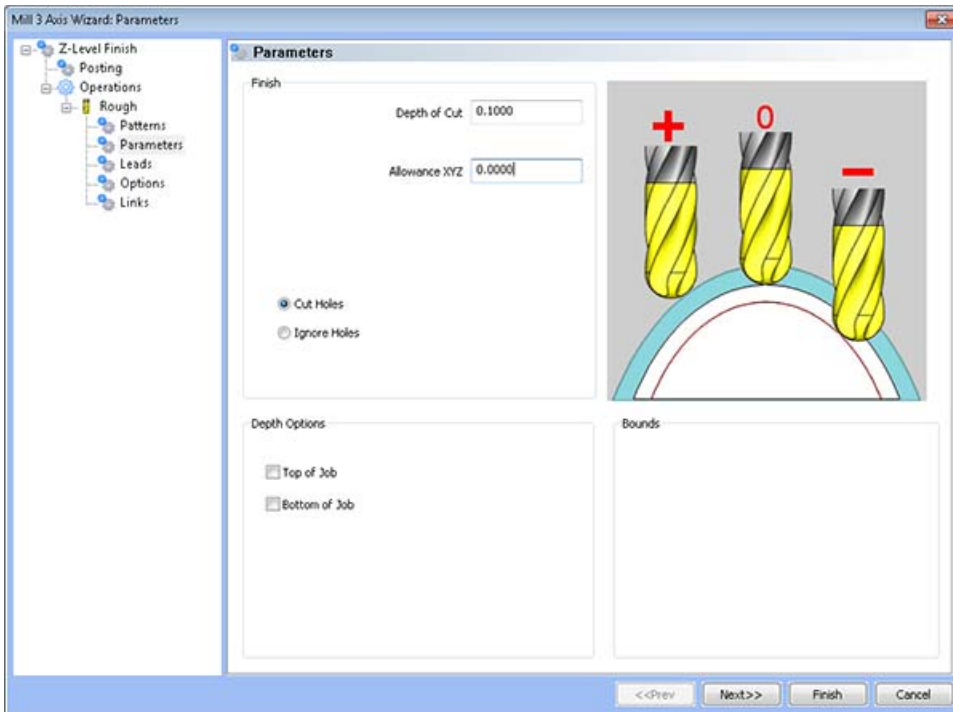 Mill 3 Axis Wizard: Parameters
Z-Level Finish
Posting
Operations
Rough
Patterns
Parameters
Leads
Options
Links
Parameters
Finish
Depth of Cut 0.1000
Allowance XYZ 0.0000
Cut Holes
Ignore Holes
+ 0 −
Depth Options
Top of Job
Bottom of Job
Bounds
<<Prev Next>> Finish Cancel